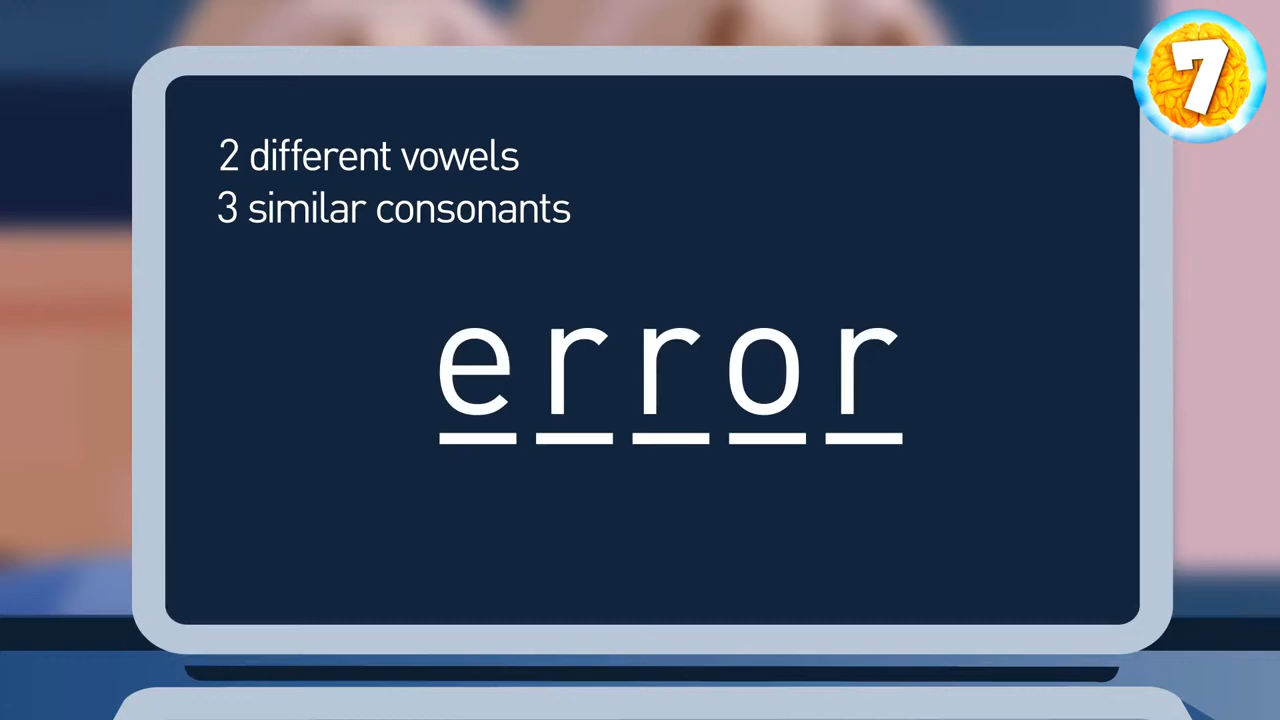 7
2 different vowels
3 similar consonants
error